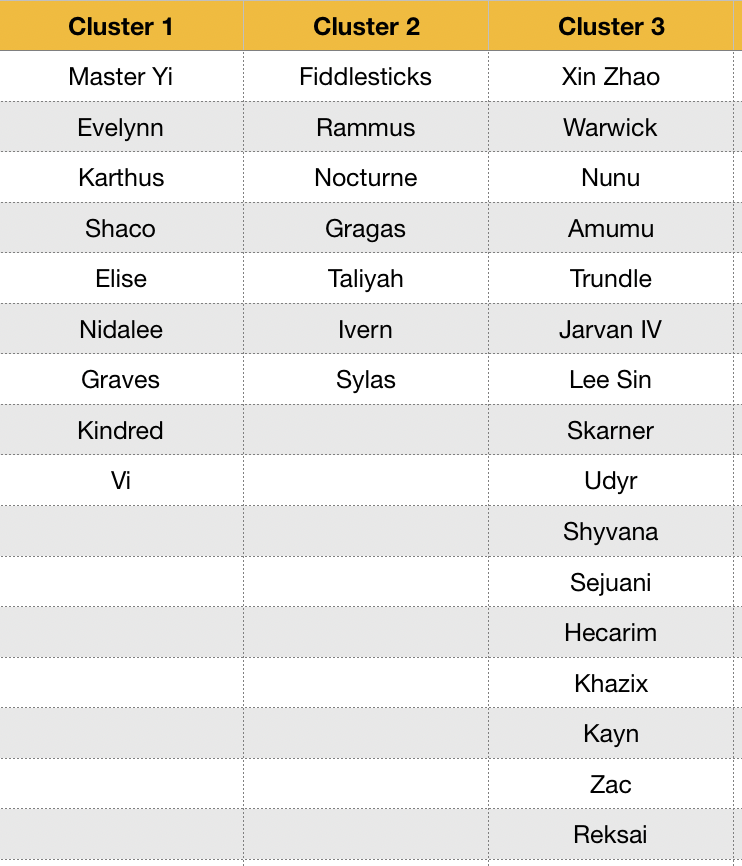 Cluster 1 Cluster 2 Cluster 3
Master Yi Fiddlesticks Xin Zhao
Evelynn Rammus Warwick
Karthus Nocturne Nunu
Shaco Gragas Amumu
Elise Taliyah Trundle
Nidalee Ivern Jarvan IV
Graves Sylas Lee Sin
Kindred Skarner
Vi Udyr
Shyvana
Sejuani
Hecarim
Khazix
Kayn
Zac
Reksai